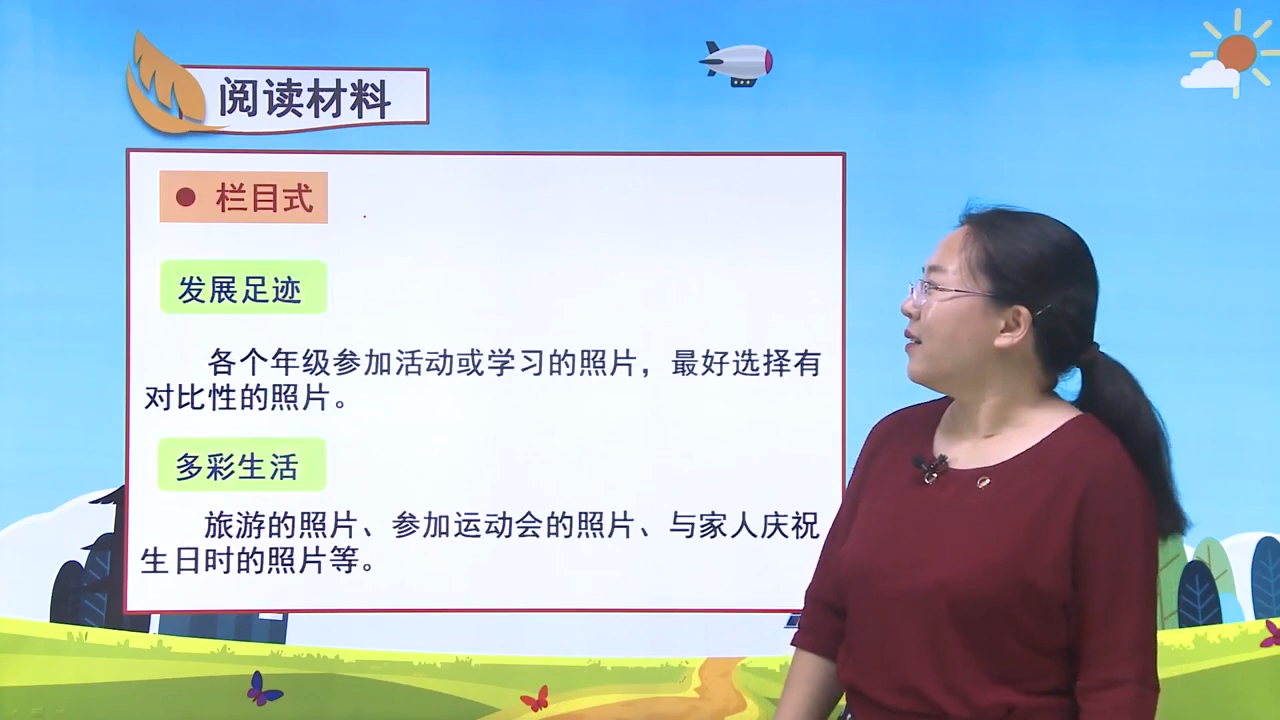 阅读材料
● 栏目式
发展足迹
各个年级参加活动或学习的照片，最好选择有
对比性的照片。
多彩生活
旅游的照片、参加运动会的照片、与家人庆祝
生日时的照片等。